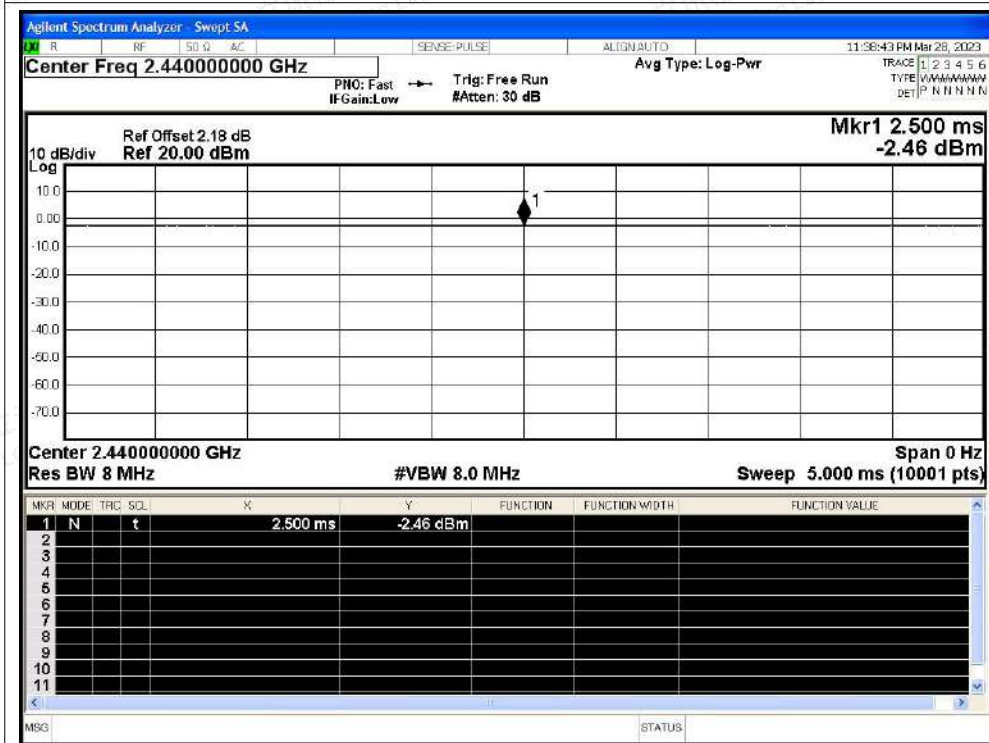 Agilent Spectrum Analyzer - Swept SA
LXI R RF 50 Ω AC SENSE:PULSE ALIGN AUTO 11:38:43 PM Mar 28, 2023
Center Freq 2.440000000 GHz
PNO: Fast
IFGain:Low
Trig: Free Run
#Atten: 30 dB
Avg Type: Log-Pwr
TRACE 1 2 3 4 5 6
TYPE
DET P N N N N N
Ref Offset 2.18 dB
10 dB/div Ref 20.00 dBm
Log
Mkr1 2.500 ms
-2.46 dBm
10.0
0.00
-10.0
-20.0
-30.0
-40.0
-50.0
-60.0
-70.0
1
Center 2.440000000 GHz Span 0 Hz
Res BW 8 MHz #VBW 8.0 MHz Sweep 5.000 ms (10001 pts)
MKR MODE TRC SCL X Y FUNCTION FUNCTION WIDTH FUNCTION VALUE
1 N t 2.500 ms -2.46 dBm
2
3
4
5
6
7
8
9
10
11
MSG STATUS